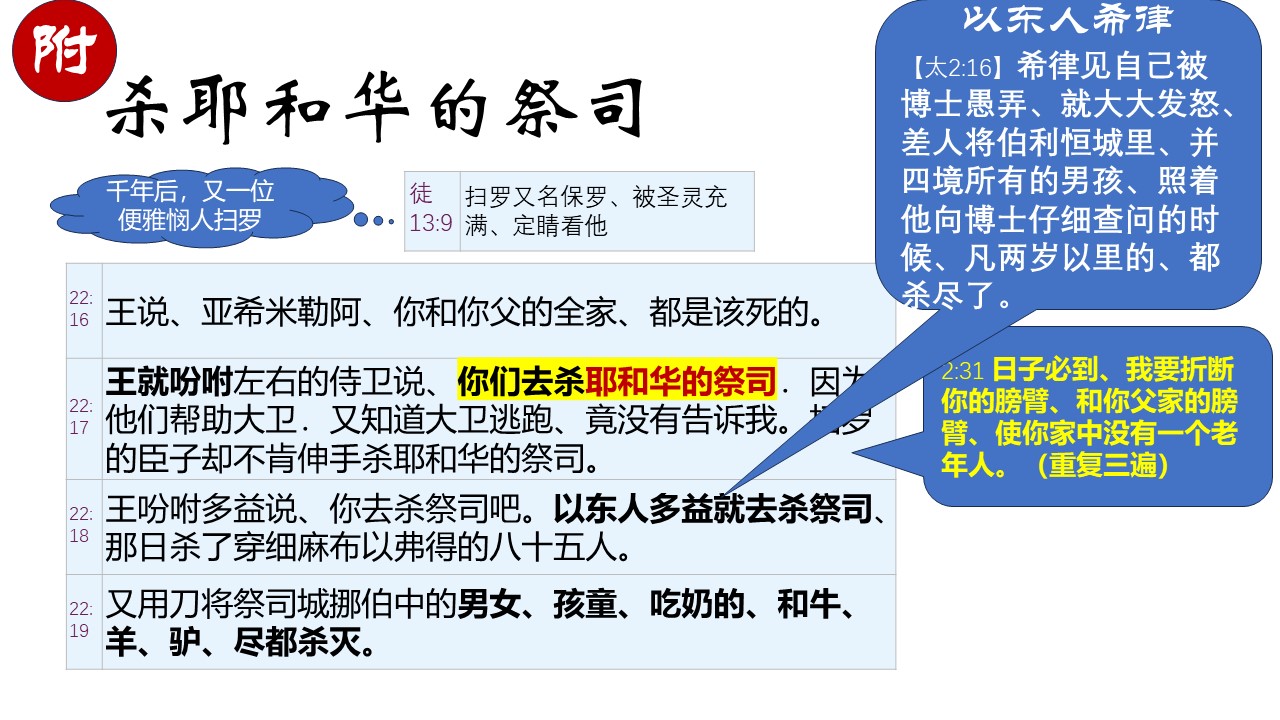 附
杀耶和华的祭司
千年后，又一位
便雅悯人扫罗
徒
13:9
扫罗又名保罗、被圣灵充
满、定睛看他
以东人希律
【太2:16】希律见自己被
博士愚弄、就大大发怒、
差人将伯利恒城里、并
四境所有的男孩、照着
他向博士仔细查问的时
候、凡两岁以里的、都
杀尽了。
22:
16
王说、亚希米勒阿、你和你父的全家、都是该死的。
22:
17
王就吩咐左右的侍卫说、你们去杀耶和华的祭司．因为
他们帮助大卫．又知道大卫逃跑、竟没有告诉我。扫罗
的臣子却不肯伸手杀耶和华的祭司。
22:
18
王吩咐多益说、你去杀祭司吧。以东人多益就去杀祭司、
那日杀了穿细麻布以弗得的八十五人。
22:
19
又用刀将祭司城挪伯中的男女、孩童、吃奶的、和牛、
羊、驴、尽都杀灭。
2:31 日子必到、我要折断
你的膀臂、和你父家的膀
臂、使你家中没有一个老
年人。（重复三遍）